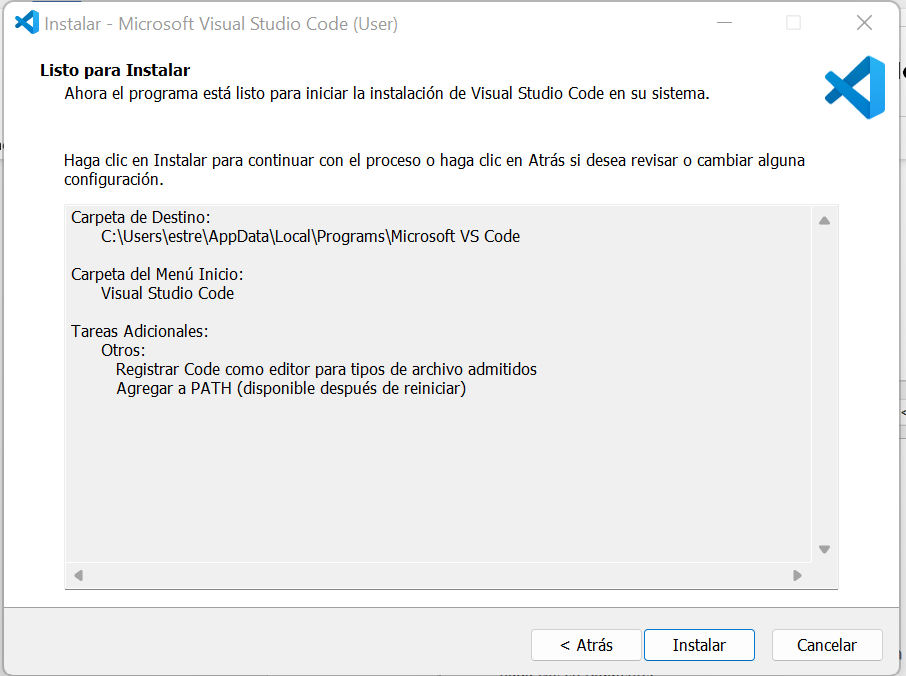 Instalar - Microsoft Visual Studio Code (User)
Listo para Instalar
Ahora el programa está listo para iniciar la instalación de Visual Studio Code en su sistema.
Haga clic en Instalar para continuar con el proceso o haga clic en Atrás si desea revisar o cambiar alguna
configuración.
Carpeta de Destino:
C:\Users\estre\AppData\Local\Programs\Microsoft VS Code
Carpeta del Menú Inicio:
Visual Studio Code
Tareas Adicionales:
Otros:
Registrar Code como editor para tipos de archivo admitidos
Agregar a PATH (disponible después de reiniciar)
< Atrás
Instalar
Cancelar